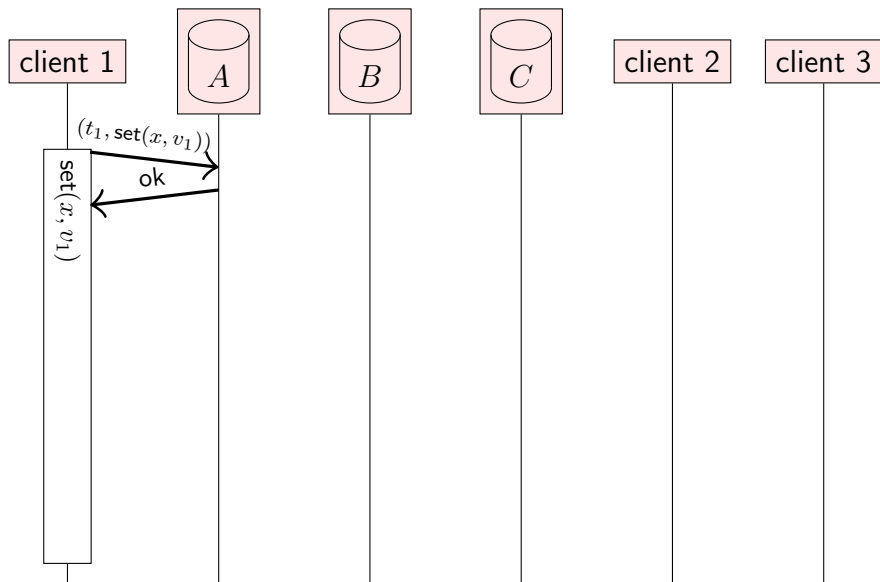 client 1
A
B
C
client 2
client 3
(t₁, set(x, v₁))
ok
set(x, v₁)